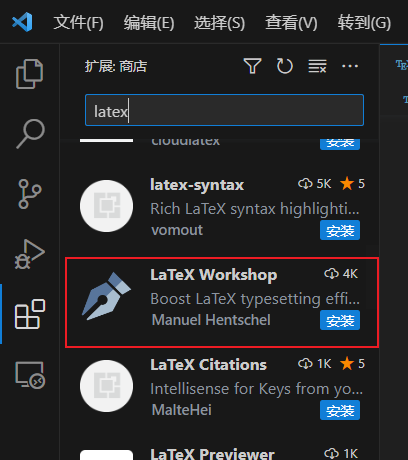 文件(F) 编辑(E) 选择(S) 查看(V) 转到(G)
扩展: 商店
latex
cloudlatex
安装
latex-syntax 5K 5
Rich LaTeX syntax highlighti...
vomout 安装
LaTeX Workshop 4K
Boost LaTeX typesetting effi...
Manuel Hentschel 安装
LaTeX Citations 1K 5
Intellisense for Keys from yo...
MalteHei 安装
LaTeX Previewer 1K